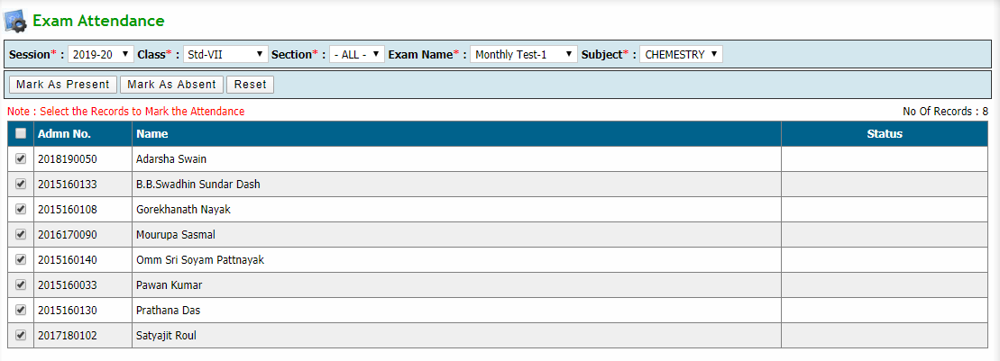 Exam Attendance
Session* : 2019-20 Class* : Std-VII Section* : - ALL - Exam Name* : Monthly Test-1 Subject* : CHEMESTRY
Mark As Present Mark As Absent Reset
Note : Select the Records to Mark the Attendance No Of Records : 8
Admn No. Name Status
2018190050 Adarsha Swain
2015160133 B.B.Swadhin Sundar Dash
2015160108 Gorekhanath Nayak
2016170090 Mourupa Sasmal
2015160140 Omm Sri Soyam Pattnayak
2015160033 Pawan Kumar
2015160130 Prathana Das
2017180102 Satyajit Roul